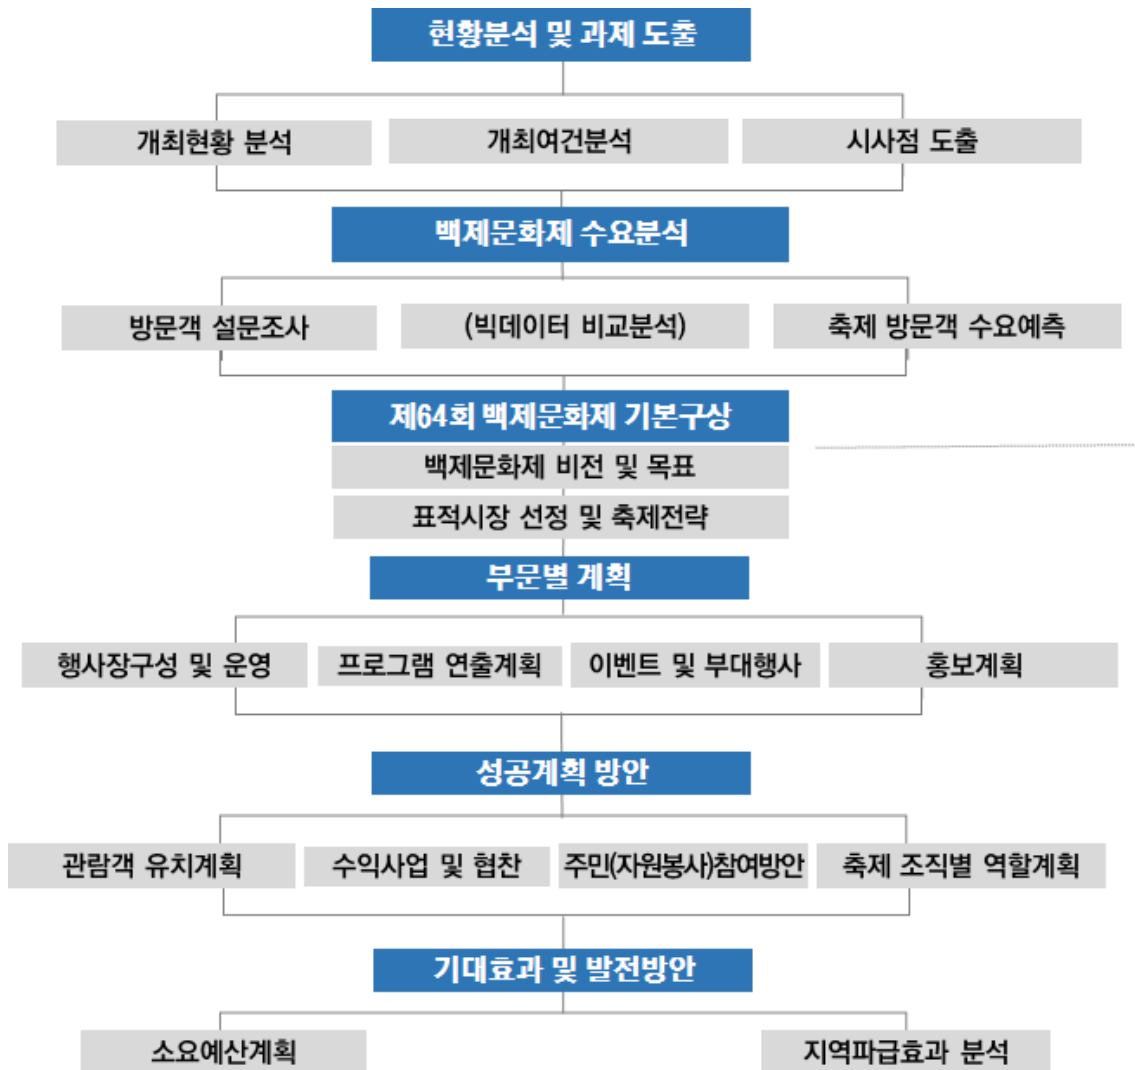 현황분석 및 과제 도출
개최현황 분석
개최여건분석
시사점 도출
백제문화제 수요분석
방문객 설문조사
(빅데이터 비교분석)
축제 방문객 수요예측
제64회 백제문화제 기본구상
백제문화제 비전 및 목표
표적시장 선정 및 축제전략
부문별 계획
행사장구성 및 운영
프로그램 연출계획
이벤트 및 부대행사
홍보계획
성공계획 방안
관람객 유치계획
수익사업 및 협찬
주민(자원봉사)참여방안
축제 조직별 역할계획
기대효과 및 발전방안
소요예산계획
지역파급효과 분석